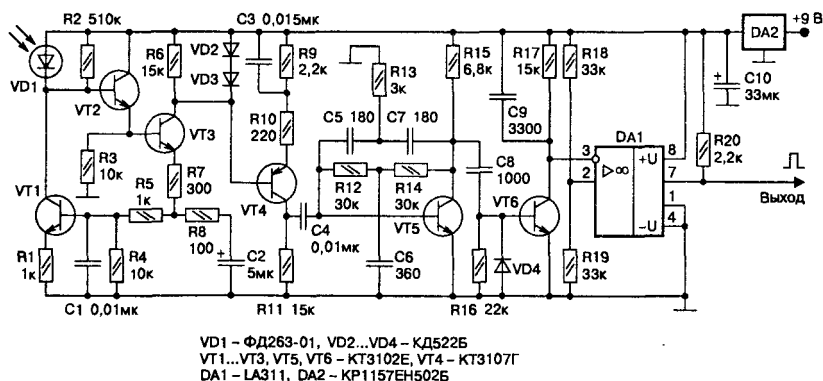 R2 510к
C3 0,015мк
+9 В
DA2
R6
15к
VD2
VD3
R9
2,2к
R13
3к
R15
6,8к
R17
15к
R18
33к
C10
33мк
+
VD1
VT2
VT3
R10
220
C5 180
C7 180
C9
3300
DA1
R3
10к
R7
300
VT4
R12
30к
R14
30к
C8
1000
3
2
▷∞
+U
−U
8
7
1
4
R20
2,2к
Выход
VT1
R5
1к
R8
100
C4
0,01мк
VT5
VT6
R1
1к
R4
10к
+
C2
5мк
C6
360
VD4
R19
33к
C1 0,01мк
R11 15к
R16 22к
VD1 – ФД263-01, VD2...VD4 – КД522Б
VT1...VT3, VT5, VT6 – КТ3102Е, VT4 – КТ3107Г
DA1 – LA311, DA2 – КР1157ЕН502Б